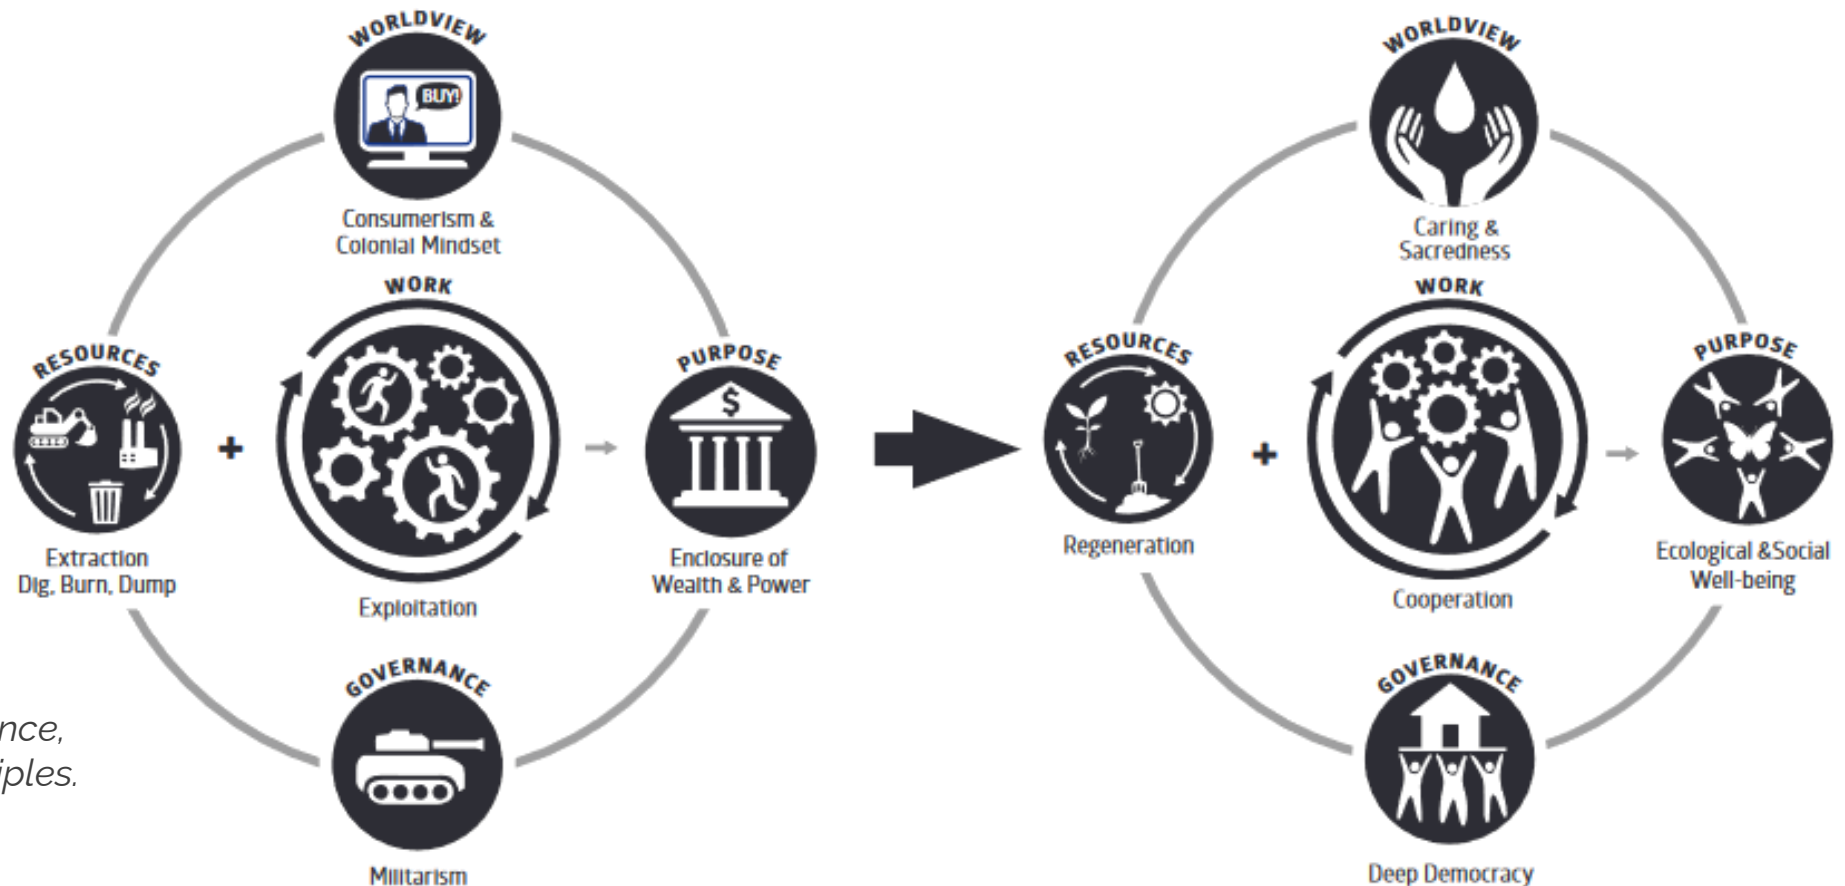 WORLDVIEW
BUY!
Consumerism &
Colonial Mindset
WORK
RESOURCES
PURPOSE
$
+
Extraction
Dig, Burn, Dump
Exploitation
Enclosure of
Wealth & Power
GOVERNANCE
Militarism
nce,
iples.
WORLDVIEW
Caring &
Sacredness
WORK
RESOURCES
PURPOSE
+
Regeneration
Cooperation
Ecological &Social
Well-being
GOVERNANCE
Deep Democracy